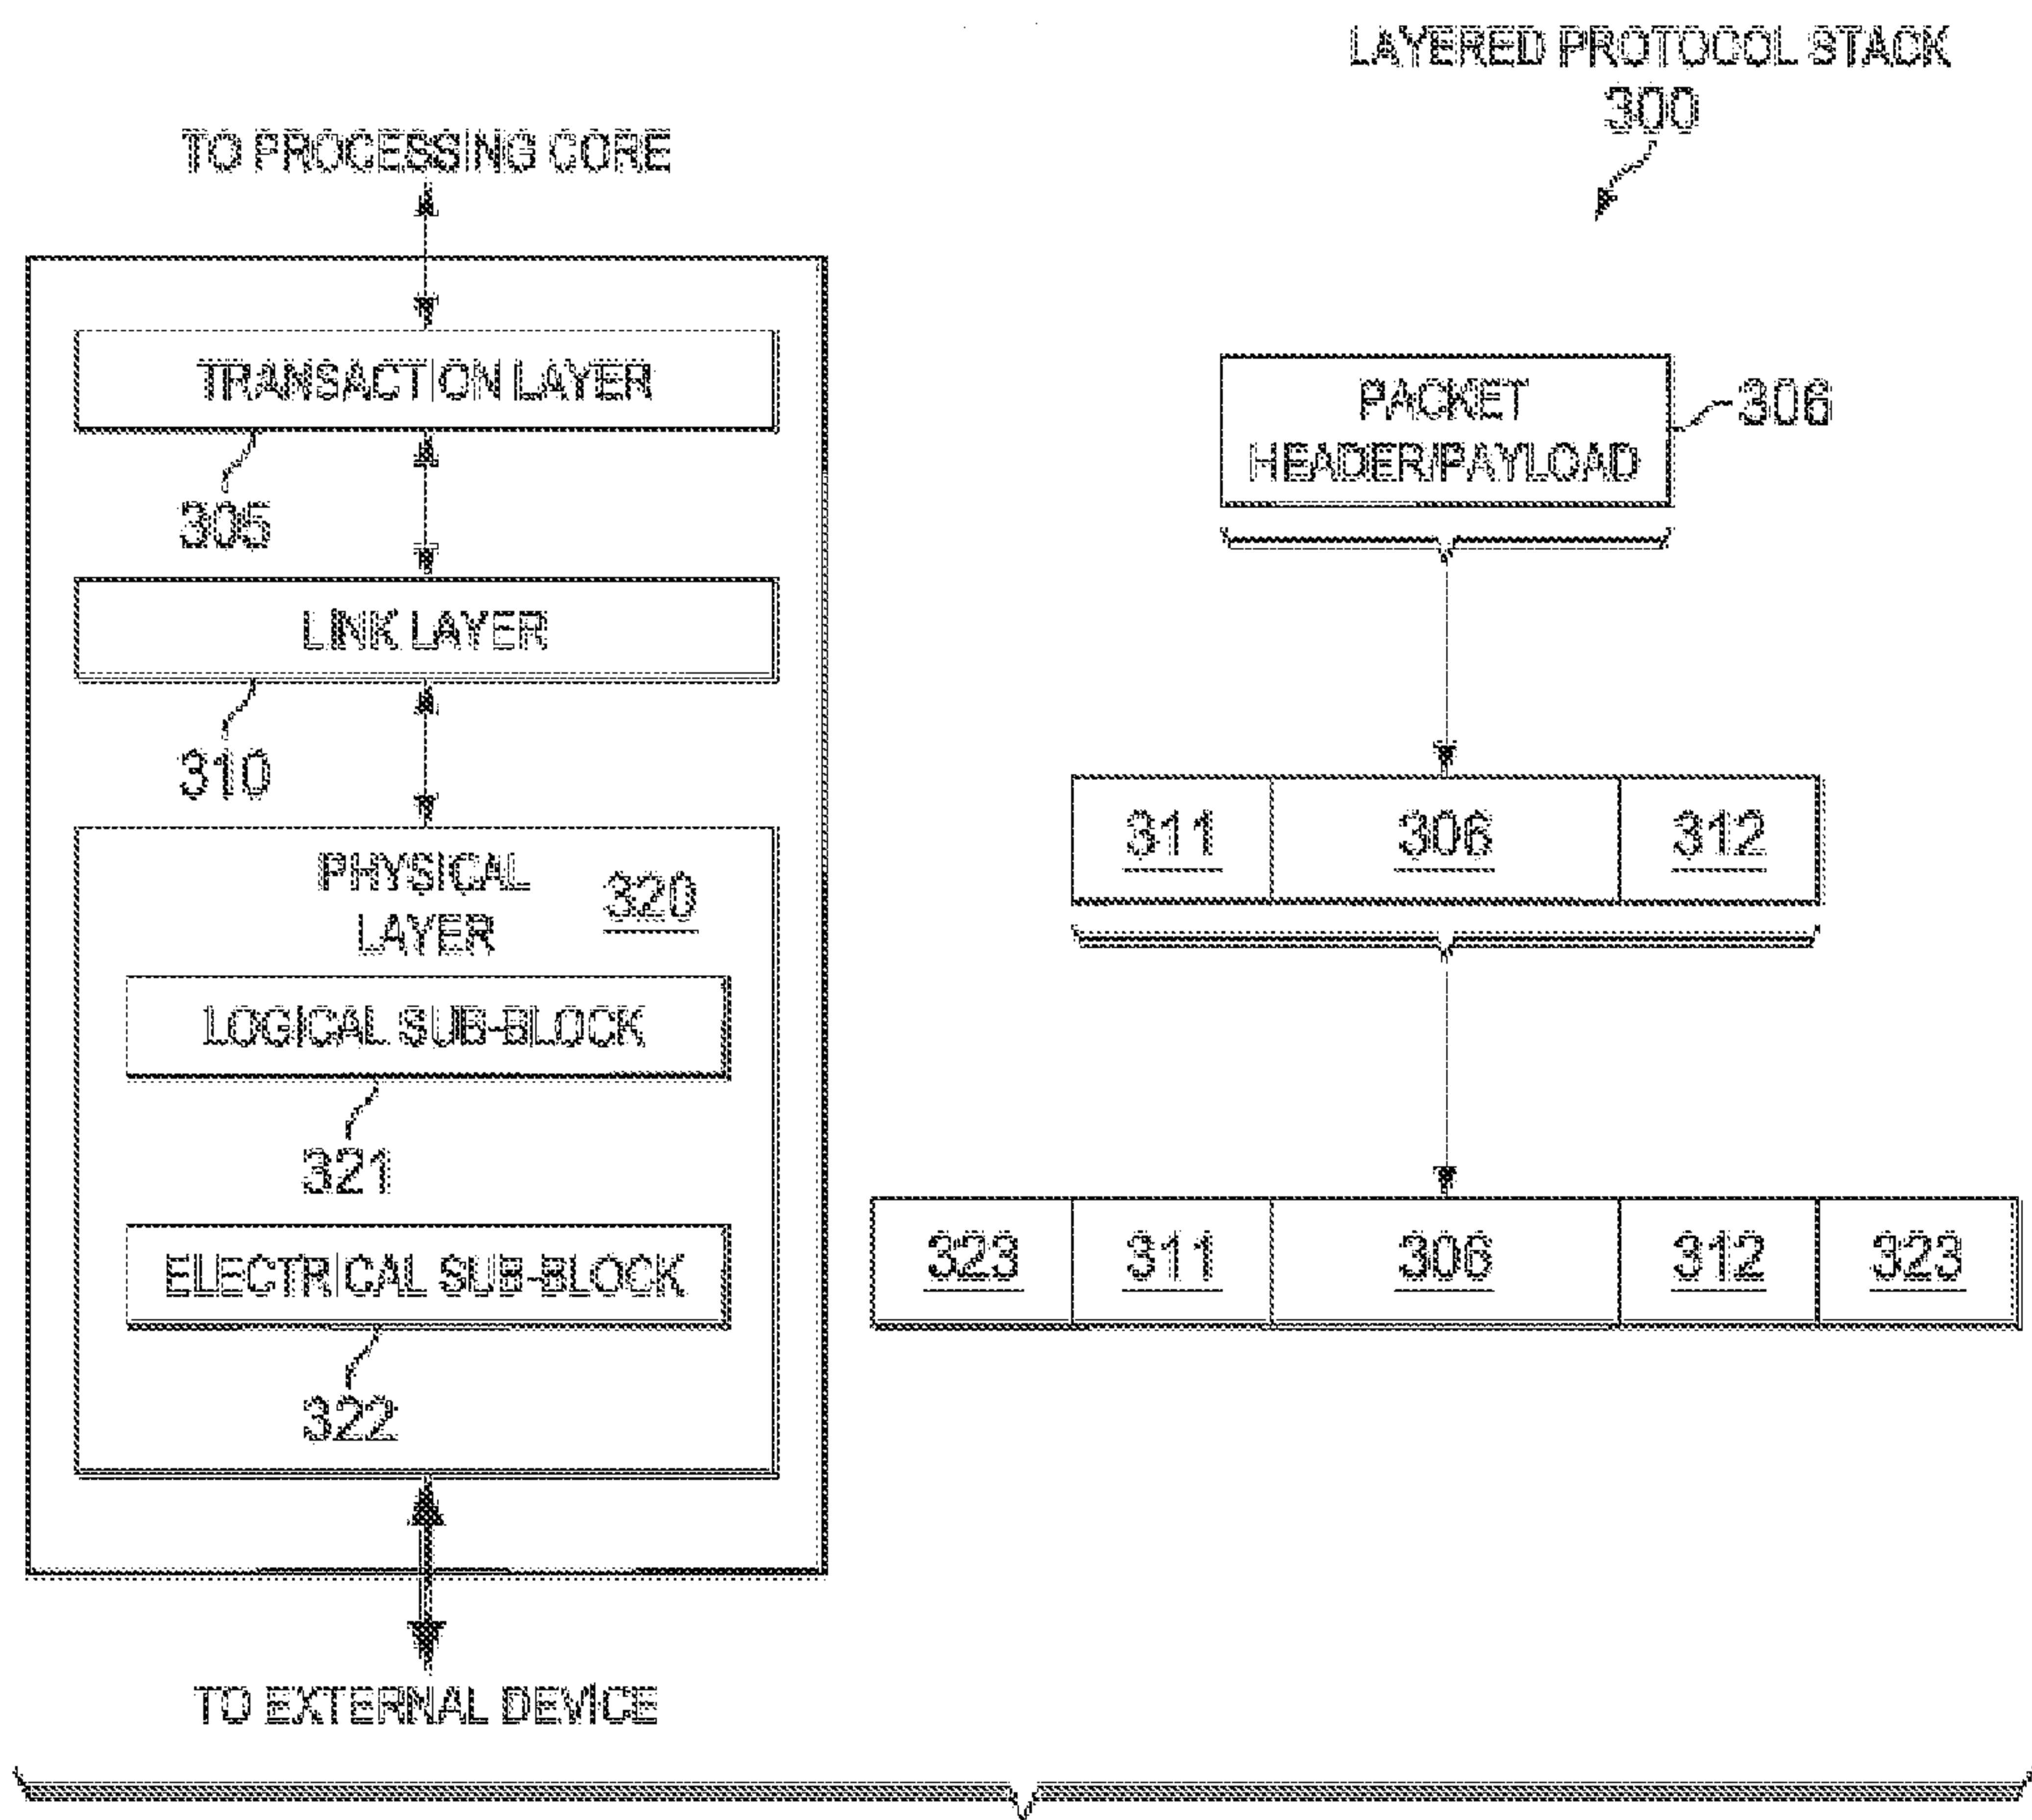 LAYERED PROTOCOL STACK
300
TO PROCESSING CORE
TRANSACTION LAYER
305
LINK LAYER
310
PHYSICAL
LAYER
320
LOGICAL SUB-BLOCK
321
ELECTRICAL SUB-BLOCK
322
TO EXTERNAL DEVICE
PACKET
HEADER/PAYLOAD
306
311 306 312
323 311 306 312 323